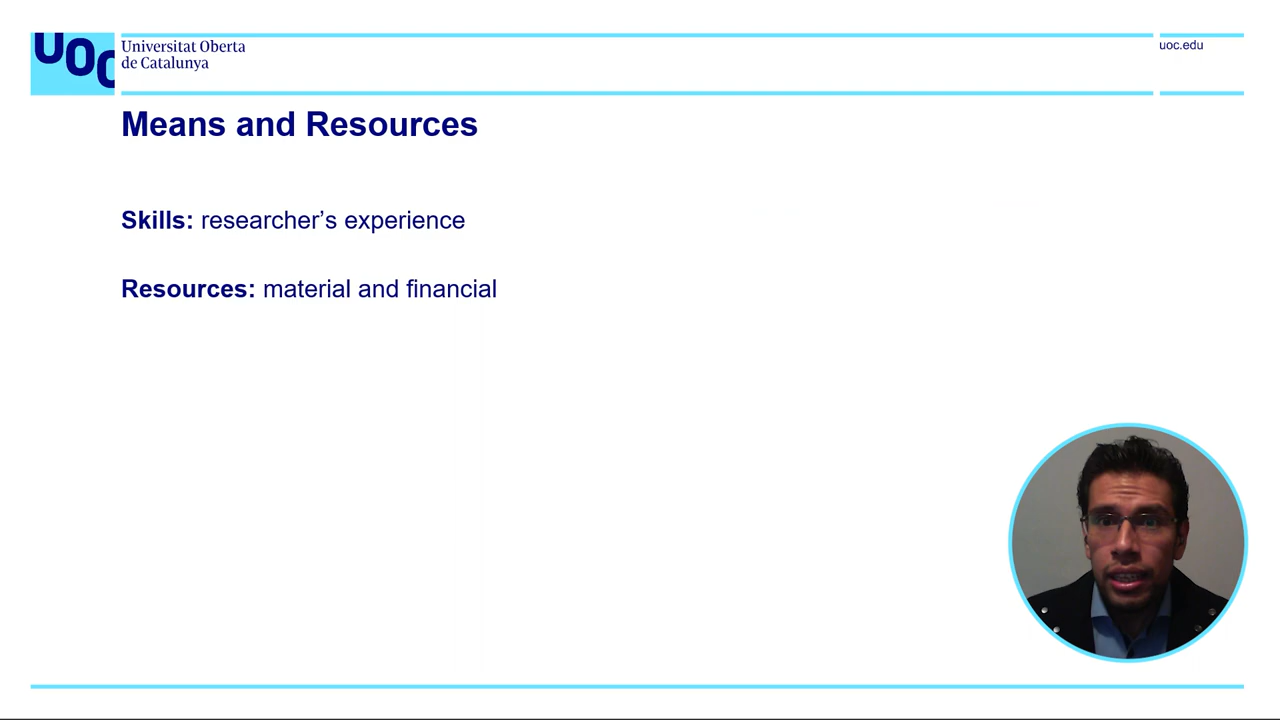 UOC
Universitat Oberta
de Catalunya
uoc.edu
Means and Resources
Skills: researcher’s experience
Resources: material and financial